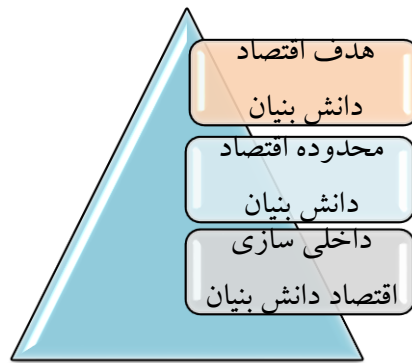 هدف اقتصاد
دانش بنیان
محدوده اقتصاد
دانش بنیان
داخلی سازی
اقتصاد دانش بنیان